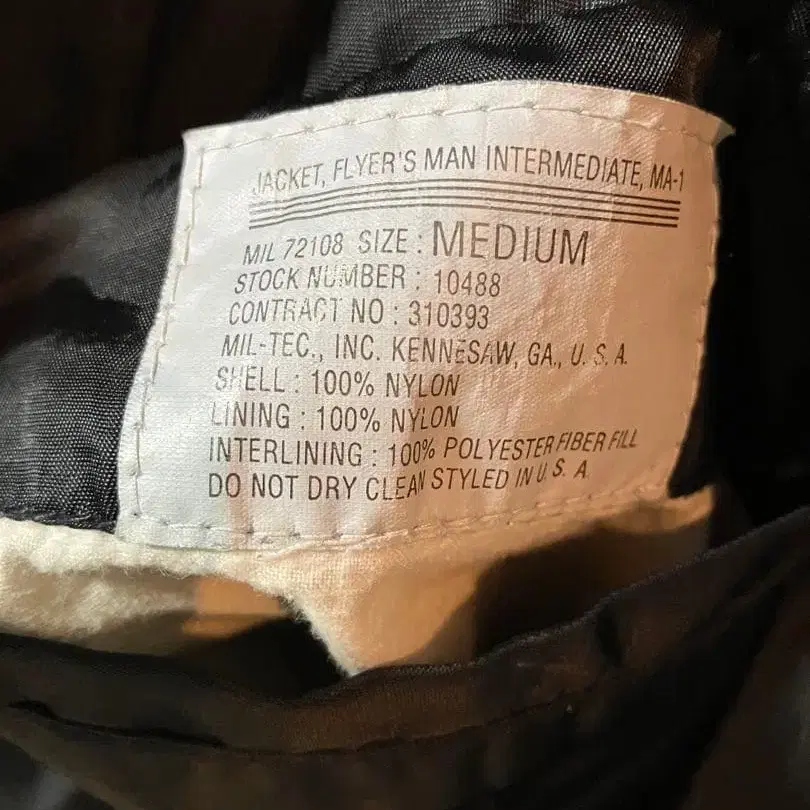 JACKET, FLYER'S MAN INTERMEDIATE, MA-1
MIL 72108 SIZE : MEDIUM
STOCK NUMBER : 10488
CONTRACT NO : 310393
MIL-TEC., INC. KENNESAW, GA., U. S. A.
SHELL : 100% NYLON
LINING : 100% NYLON
INTERLINING : 100% POLYESTER FIBER FILL
DO NOT DRY CLEAN STYLED IN U. S. A.